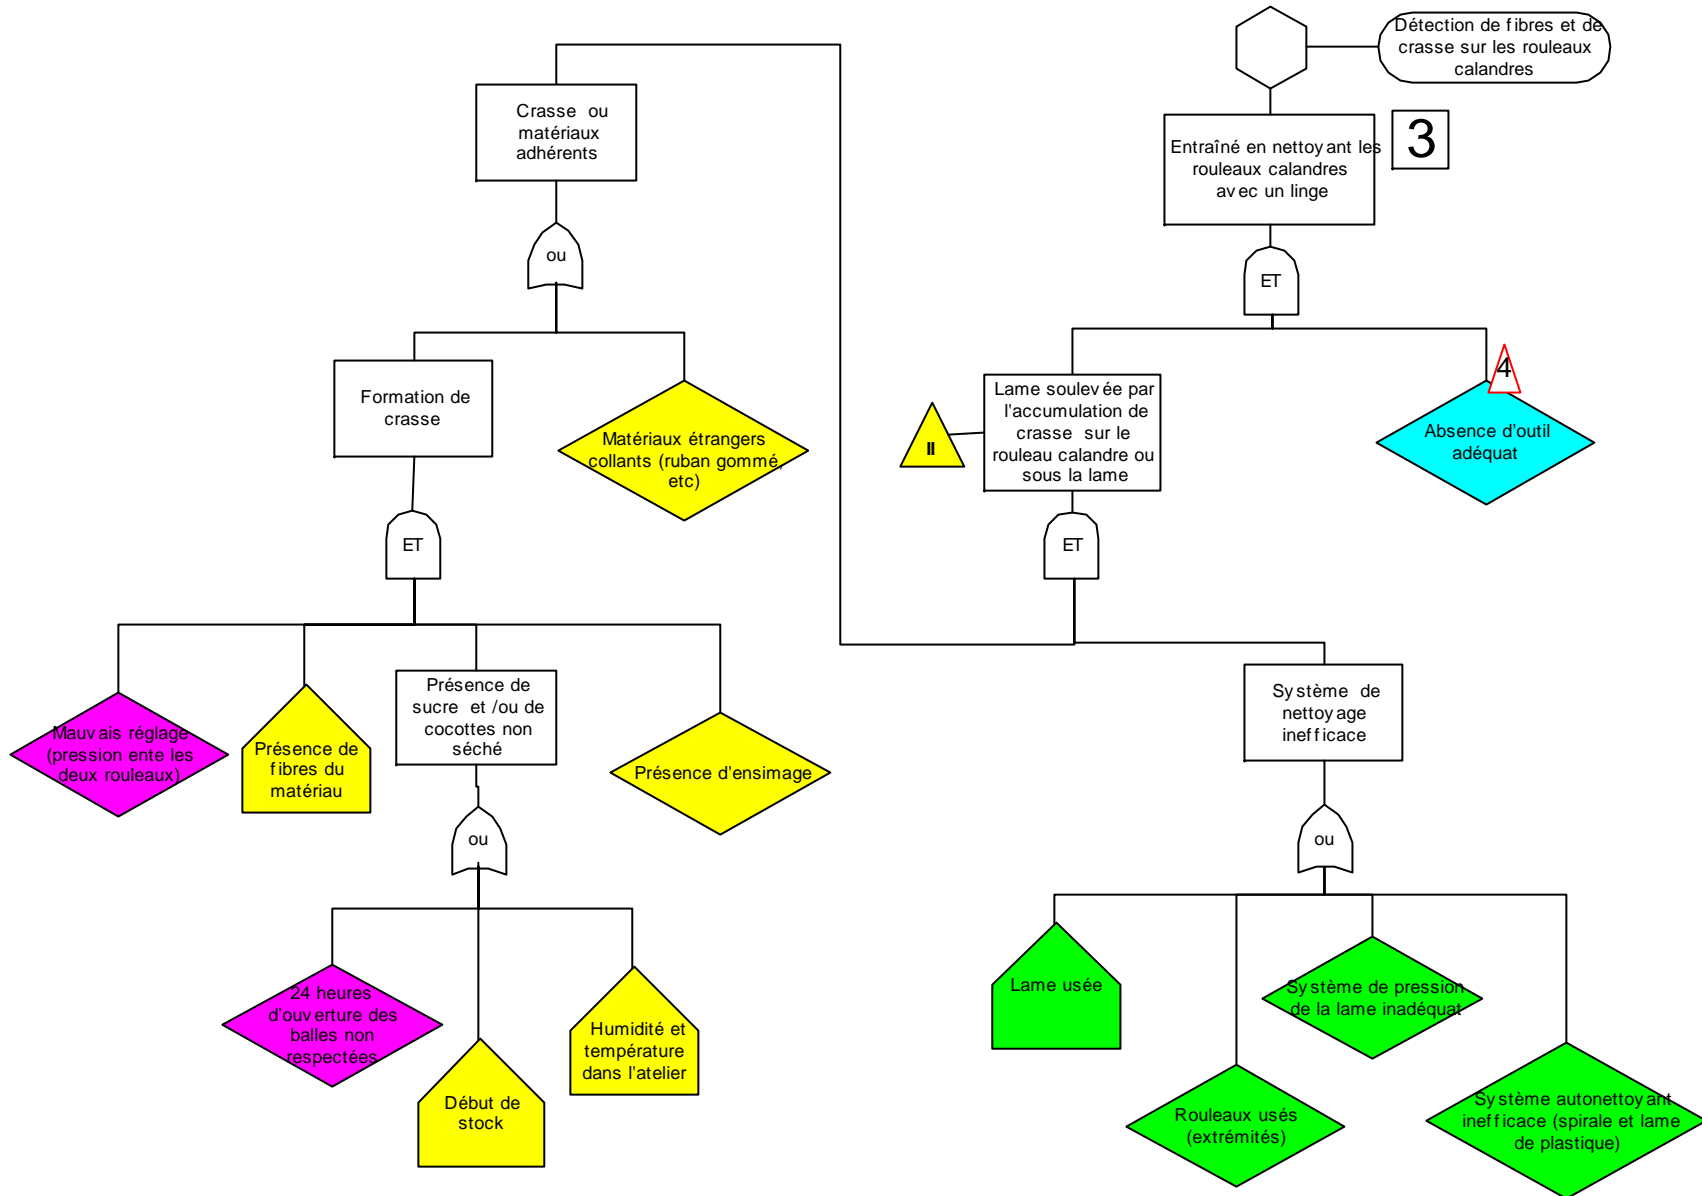 Détection de fibres et de
crasse sur les rouleaux
calandres
Crasse ou
matériaux
adhérents
Entraîné en nettoyant les
rouleaux calandres
avec un linge
3
ou
ET
Formation de
crasse
Matériaux étrangers
collants (ruban gommé,
etc)
Lame soulevée par
l'accumulation de
crasse sur le
rouleau calandre ou
sous la lame
II
4
Absence d'outil
adéquat
ET
ET
Mauvais réglage
(pression ente les
deux rouleaux)
Présence de
fibres du
matériau
Présence de
sucre et /ou de
cocottes non
séché
Présence d'ensimage
Système de
nettoyage
inefficace
ou
ou
24 heures
d'ouverture des
balles non
respectées
Début de
stock
Humidité et
température
dans l'atelier
Lame usée
Rouleaux usés
(extrémités)
Système de pression
de la lame inadéquat
Système autonettoyant
inefficace (spirale et lame
de plastique)